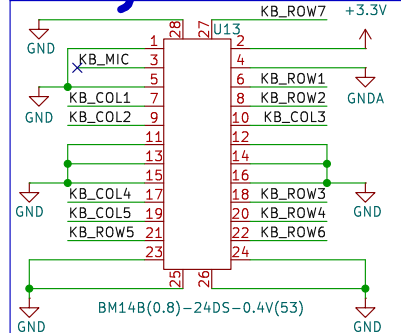 KB_ROW7
+3.3V
28
27
U13
GND
1
2
KB_MIC
3
4
5
6
KB_ROW1
GND
GNDA
KB_COL1
7
8
KB_ROW2
KB_COL2
9
10
KB_COL3
11
12
13
14
15
16
GND
KB_COL4
17
18
KB_ROW3
GND
KB_COL5
19
20
KB_ROW4
KB_ROW5
21
22
KB_ROW6
23
24
25
26
BM14B(0.8)-24DS-0.4V(53)
GND
GND